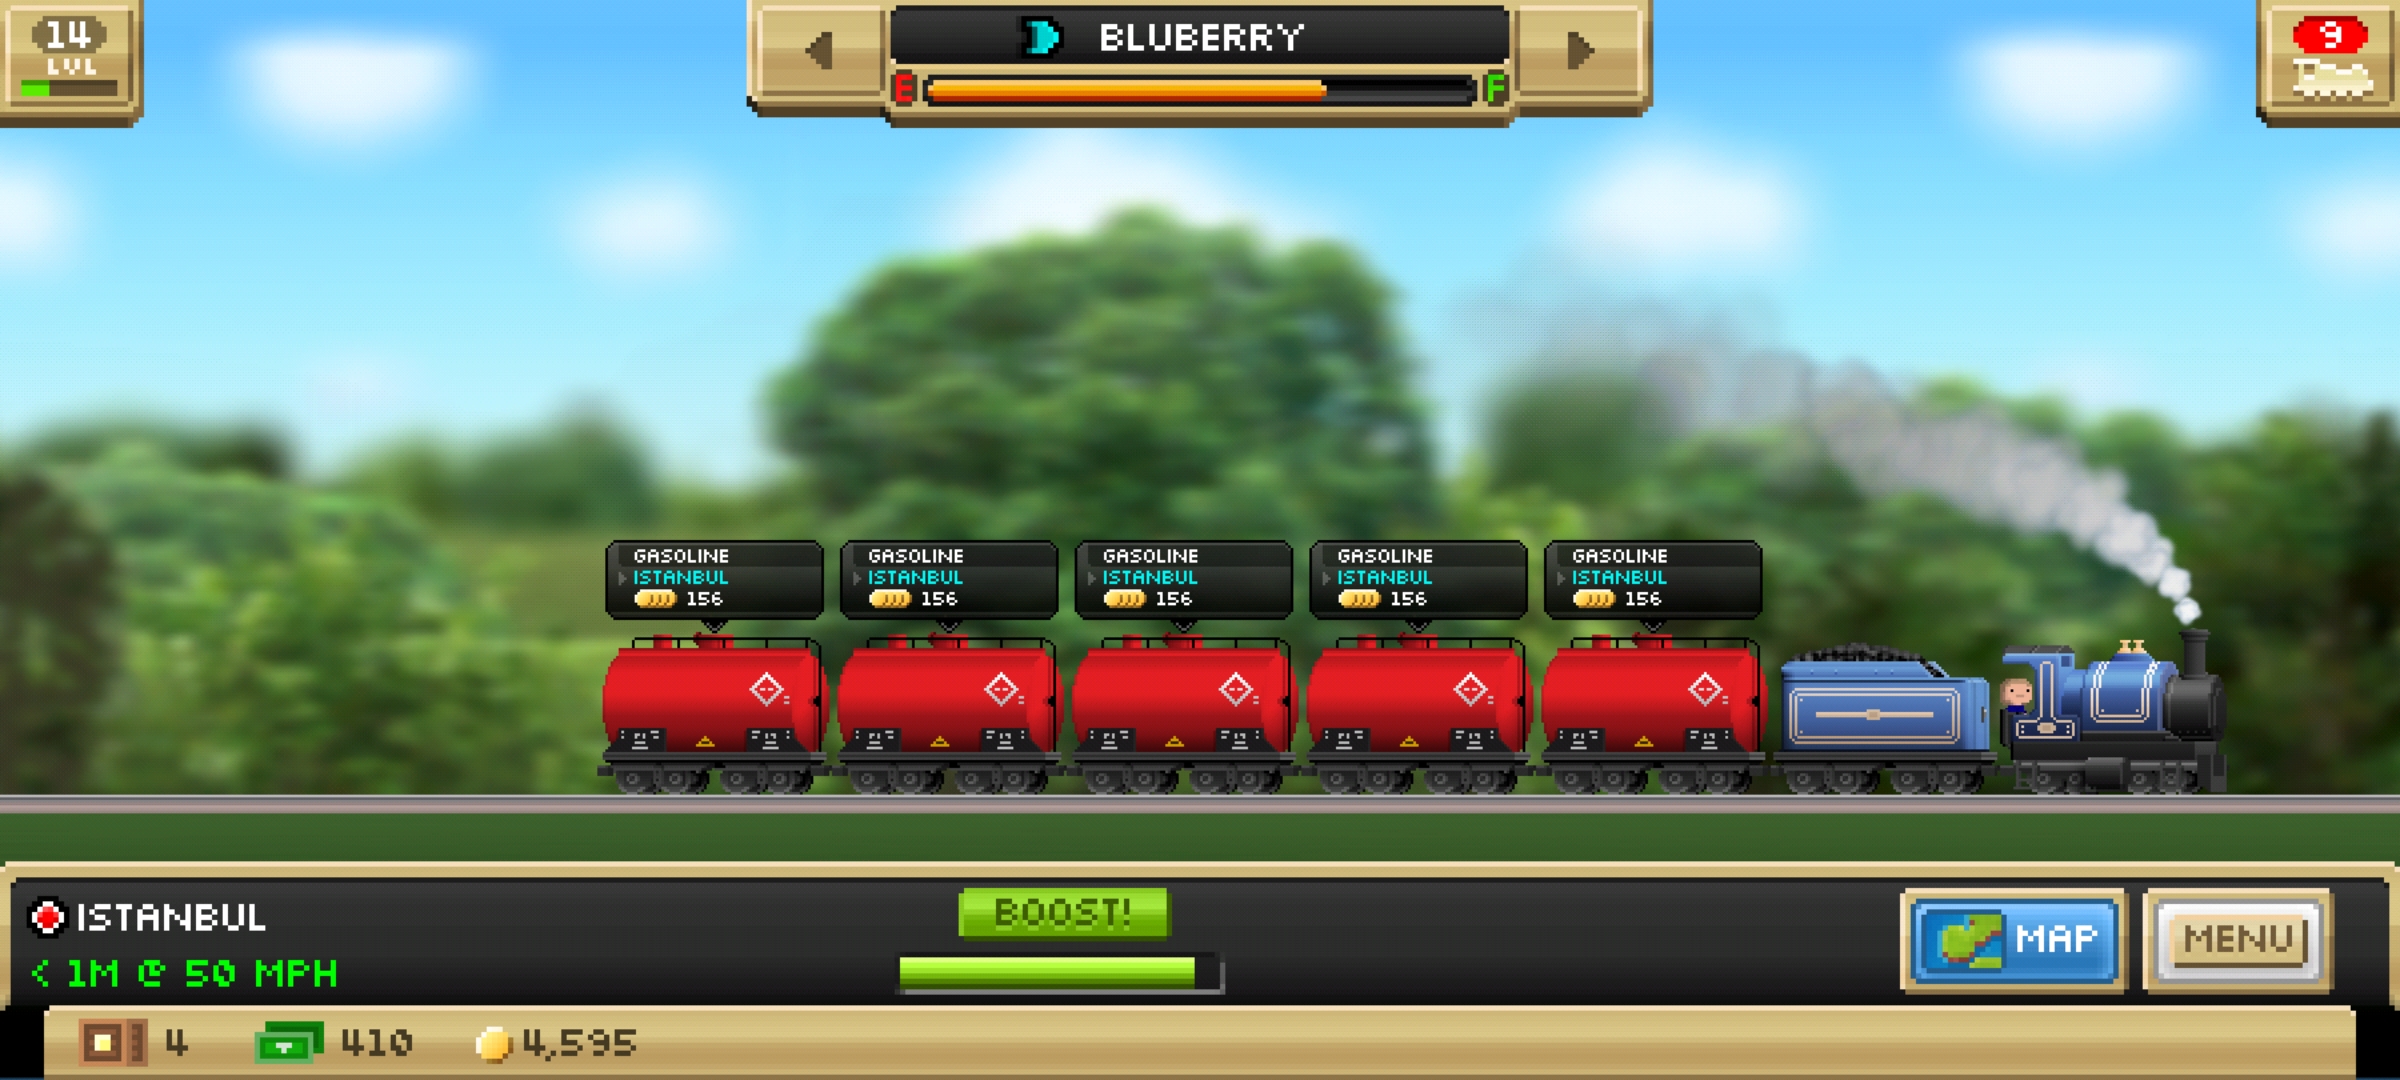 14
LVL
BLUBERRY
E F
9
GASOLINE
ISTANBUL
156
GASOLINE
ISTANBUL
156
GASOLINE
ISTANBUL
156
GASOLINE
ISTANBUL
156
GASOLINE
ISTANBUL
156
ISTANBUL
< 1M @ 50 MPH
BOOST!
MAP
MENU
4
410
4,595